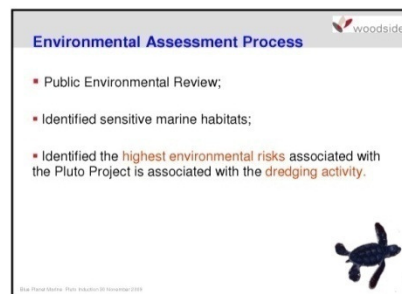 woodside
Environmental Assessment Process
▪ Public Environmental Review;
▪ Identified sensitive marine habitats;
▪ Identified the highest environmental risks associated with
the Pluto Project is associated with the dredging activity.